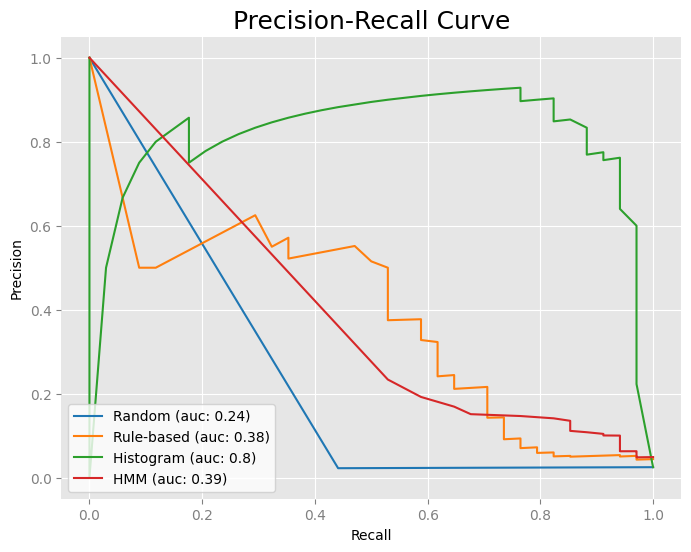 Precision-Recall Curve
1.0
0.8
0.6
0.4
0.2
0.0
Precision
Random (auc: 0.24)
Rule-based (auc: 0.38)
Histogram (auc: 0.8)
HMM (auc: 0.39)
0.0 0.2 0.4 0.6 0.8 1.0
Recall